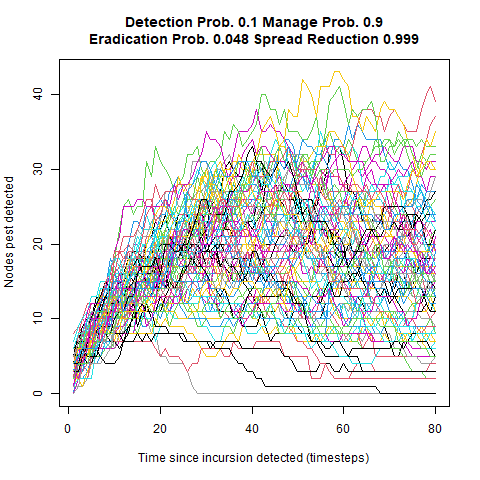 Detection Prob. 0.1 Manage Prob. 0.9
Eradication Prob. 0.048 Spread Reduction 0.999
Nodes pest detected
40
30
20
10
0
0 20 40 60 80
Time since incursion detected (timesteps)